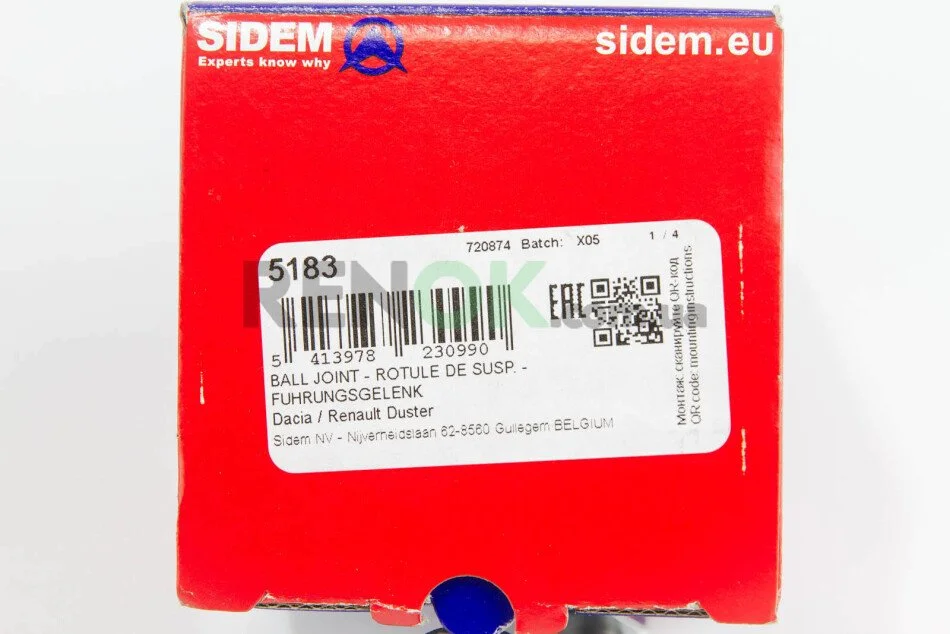 SIDEM
Experts know why
sidem.eu
720874 Batch: X05 1 / 4
5183
RENOK
EAC
5 413978 230990
BALL JOINT - ROTULE DE SUSP. -
FUHRUNGSGELENK
Dacia / Renault Duster
Sidem NV - Nijverheidslaan 62-8560 Gullegem BELGIUM
Монтаж: сканируйте QR-код
QR code: mounting instructions